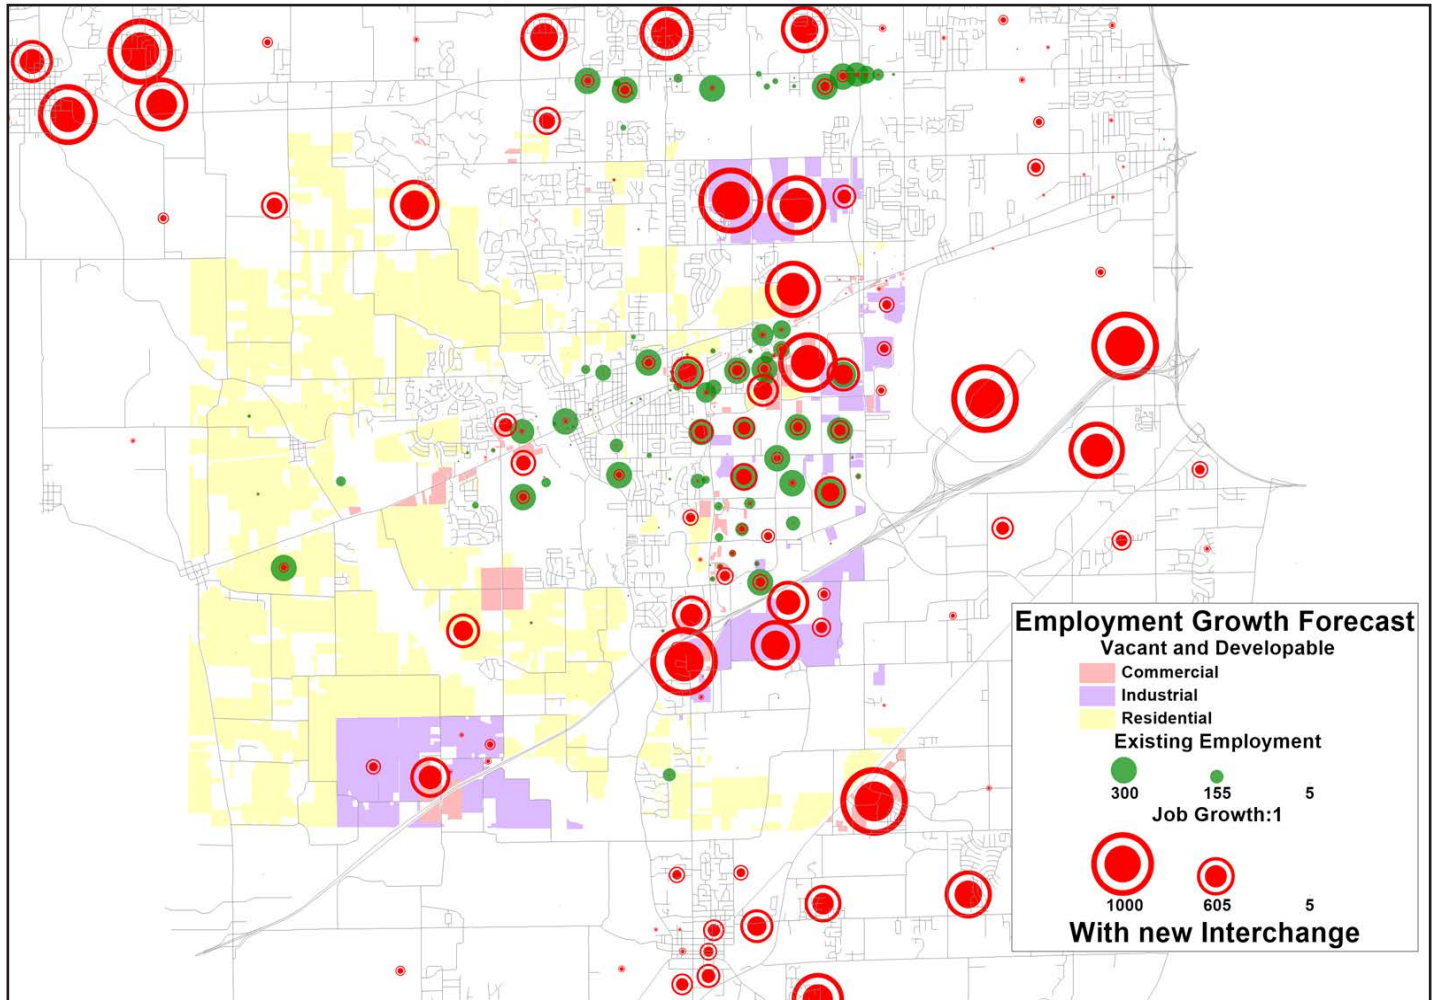 Employment Growth Forecast
Vacant and Developable
Commercial
Industrial
Residential
Existing Employment
300 155 5
Job Growth:1
1000 605 5
With new Interchange